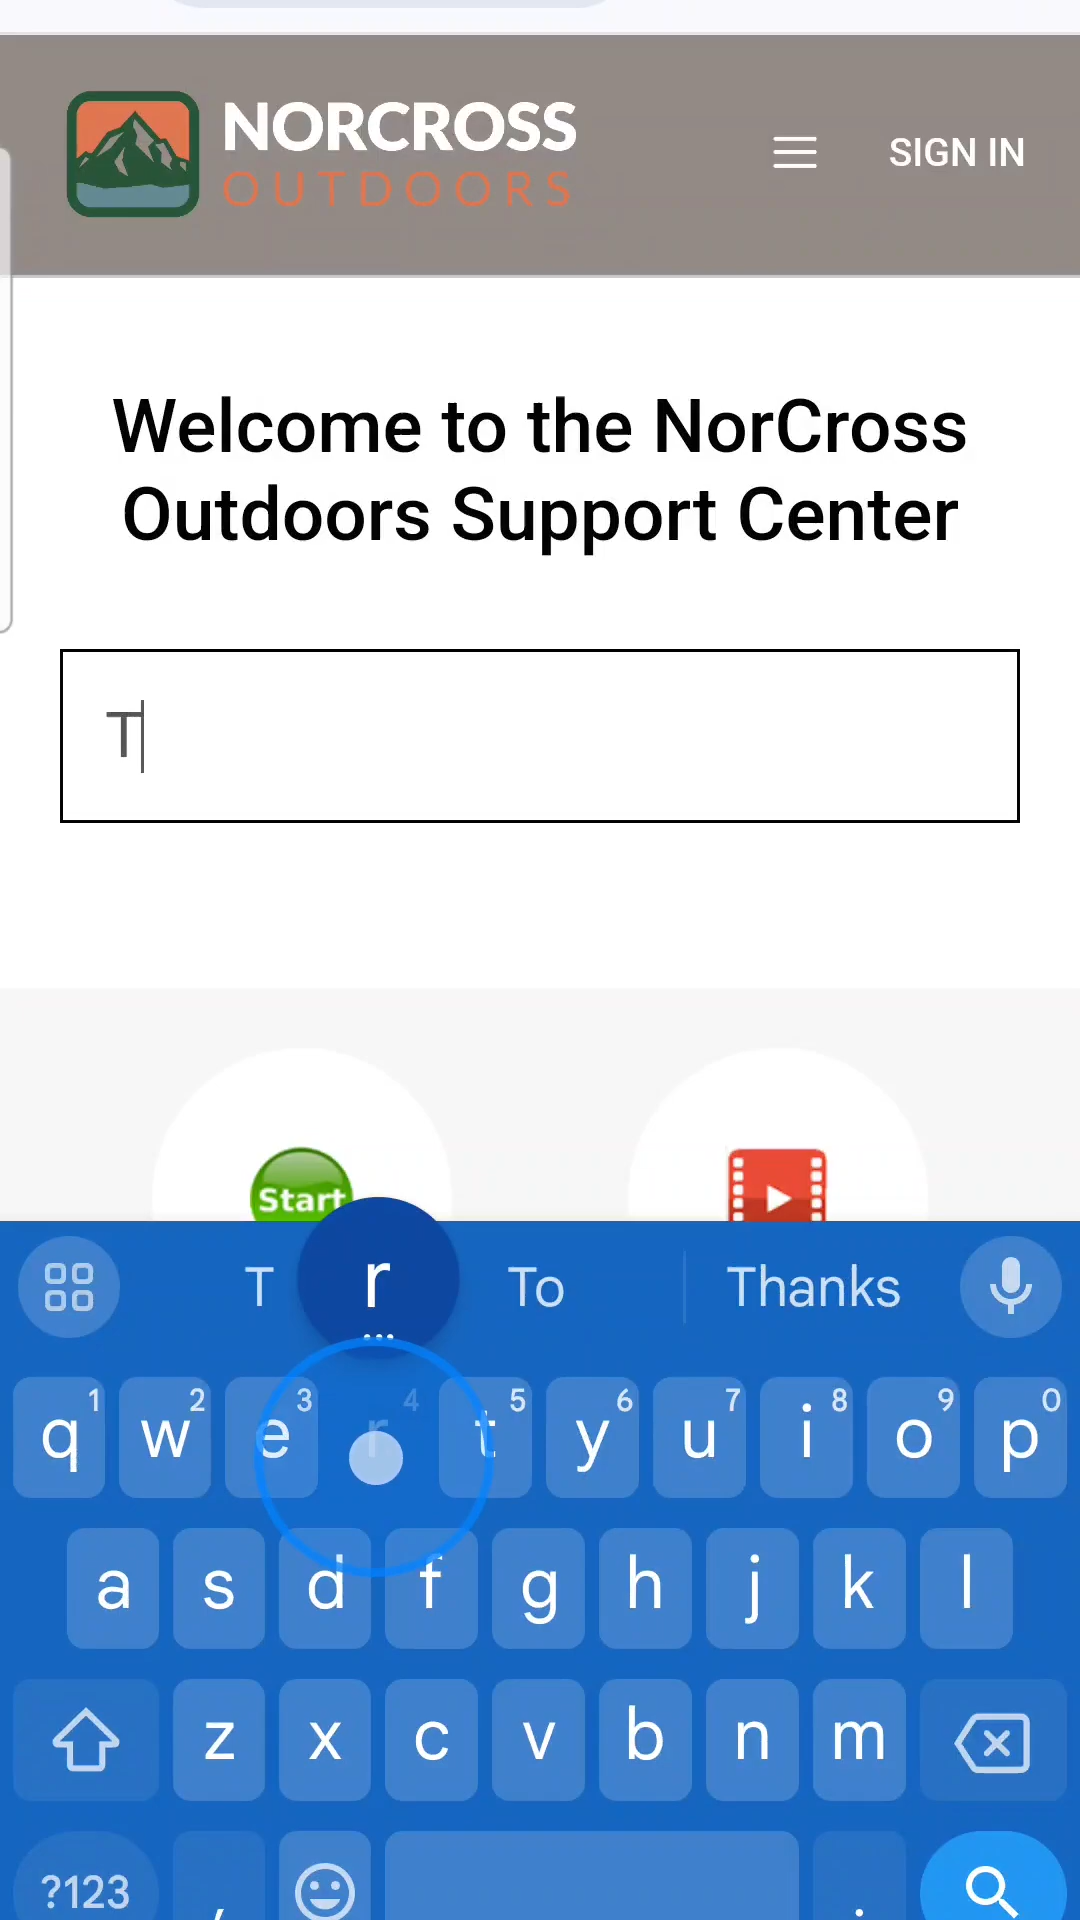 NORCROSS
OUTDOORS
SIGN IN
Welcome to the NorCross
Outdoors Support Center
T
Start
T r To Thanks
q 1 w 2 e 3 r 4 t 5 y 6 u 7 i 8 o 9 p 0
a s d f g h j k l
z x c v b n m
?123 , .